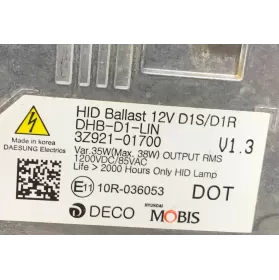 HID Ballast 12V D1S/D1R
DHB-D1-LIN
3Z921-01700 V1.3
Made in KOREA
DAESUNG Electrics
Var.35W(Max. 38W) OUTPUT RMS
1200VDC/85VAC
Life > 2000 Hours Only HID Lamp
E11 10R-036053 DOT
DECO HYUNDAI MOBIS